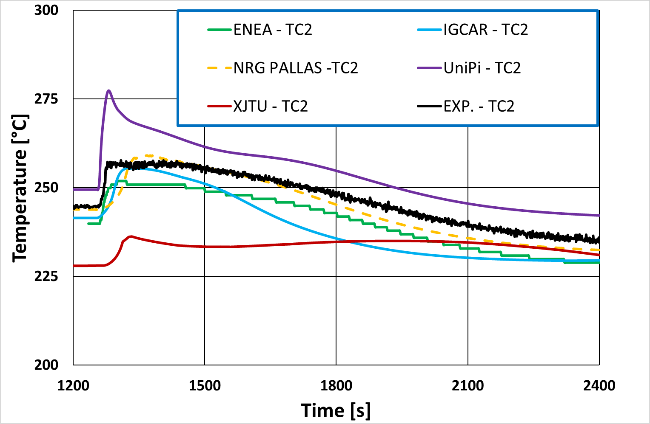 300
275
250
225
200
Temperature [°C]
ENEA - TC2
IGCAR - TC2
NRG PALLAS -TC2
UniPi - TC2
XJTU - TC2
EXP. - TC2
1200
1500
1800
2100
2400
Time [s]